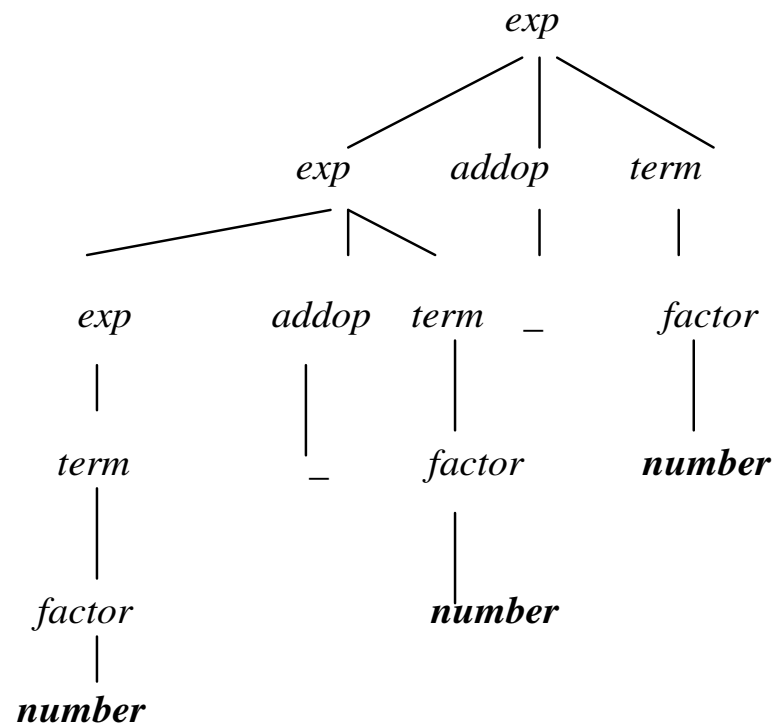 exp
exp addop term
exp addop term _ factor
term _ factor number
factor number
number